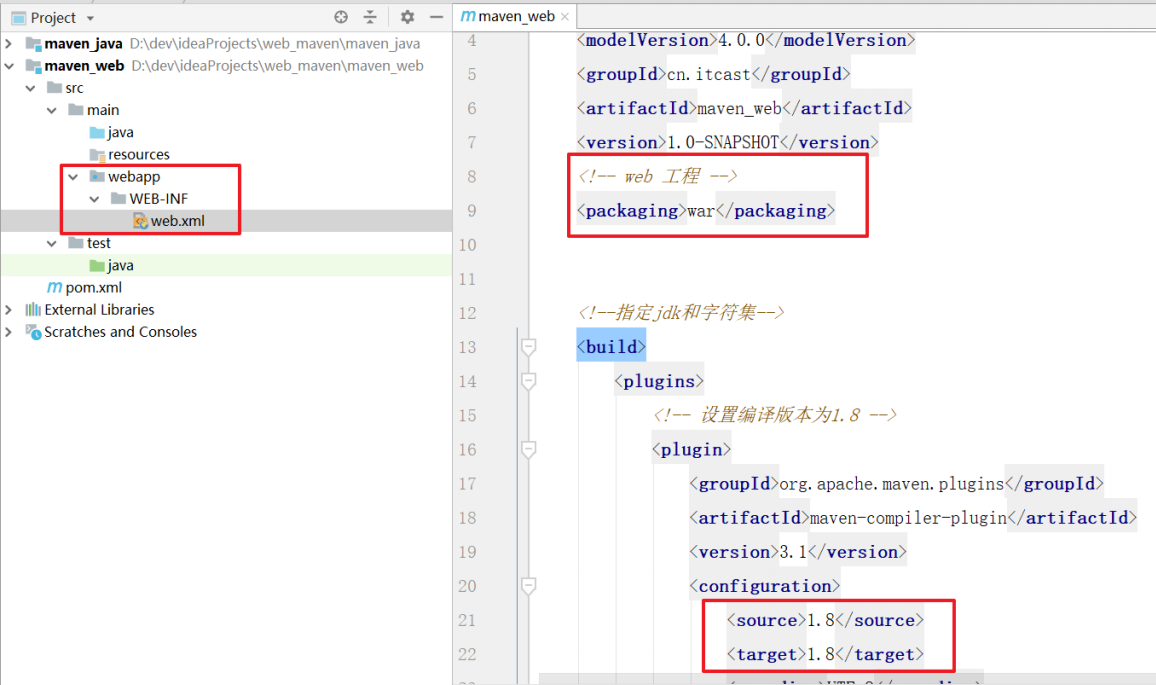 Project
maven_java D:\dev\ideaProjects\web_maven\maven_java
maven_web D:\dev\ideaProjects\web_maven\maven_web
src
main
java
resources
webapp
WEB-INF
web.xml
test
java
pom.xml
External Libraries
Scratches and Consoles
maven_web
4 <modelVersion>4.0.0</modelVersion>
5 <groupId>cn.itcast</groupId>
6 <artifactId>maven_web</artifactId>
7 <version>1.0-SNAPSHOT</version>
8 <!-- web 工程 -->
9 <packaging>war</packaging>
10
11
12 <!--指定jdk和字符集-->
13 <build>
14 <plugins>
15 <!-- 设置编译版本为1.8 -->
16 <plugin>
17 <groupId>org.apache.maven.plugins</groupId>
18 <artifactId>maven-compiler-plugin</artifactId>
19 <version>3.1</version>
20 <configuration>
21 <source>1.8</source>
22 <target>1.8</target>